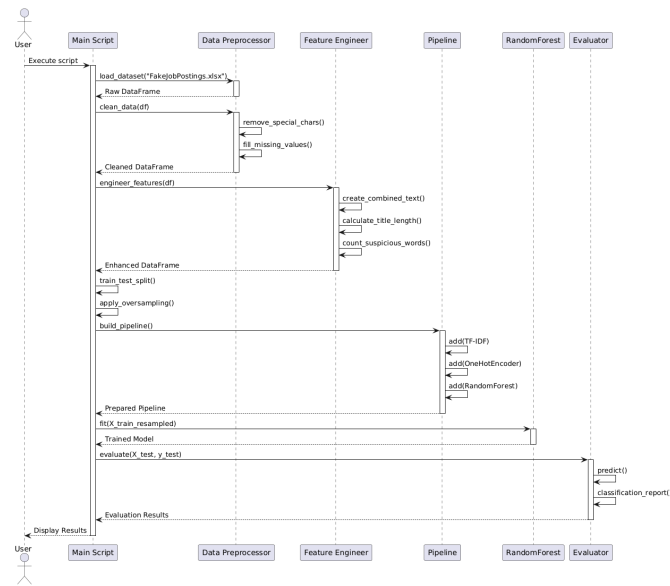 User
Main Script
Data Preprocessor
Feature Engineer
Pipeline
RandomForest
Evaluator
Execute script
load_dataset("FakeJobPostings.xlsx")
Raw DataFrame
clean_data(df)
remove_special_chars()
fill_missing_values()
Cleaned DataFrame
engineer_features(df)
create_combined_text()
calculate_title_length()
count_suspicious_words()
Enhanced DataFrame
train_test_split()
apply_oversampling()
build_pipeline()
add(TF-IDF)
add(OneHotEncoder)
add(RandomForest)
Prepared Pipeline
fit(X_train_resampled)
Trained Model
evaluate(X_test, y_test)
predict()
classification_report(
Evaluation Results
Display Results
User
Main Script
Data Preprocessor
Feature Engineer
Pipeline
RandomForest
Evaluator